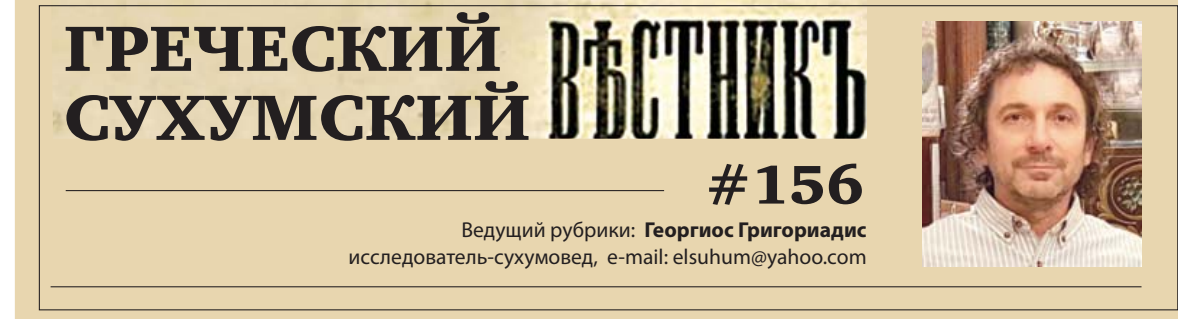 ГРЕЧЕСКИЙ
СУХУМСКИЙ ВѢСТНИКЪ
#156
Ведущий рубрики: Георгиос Григориадис
исследователь-сухумовед, e-mail: elsuhum@yahoo.com